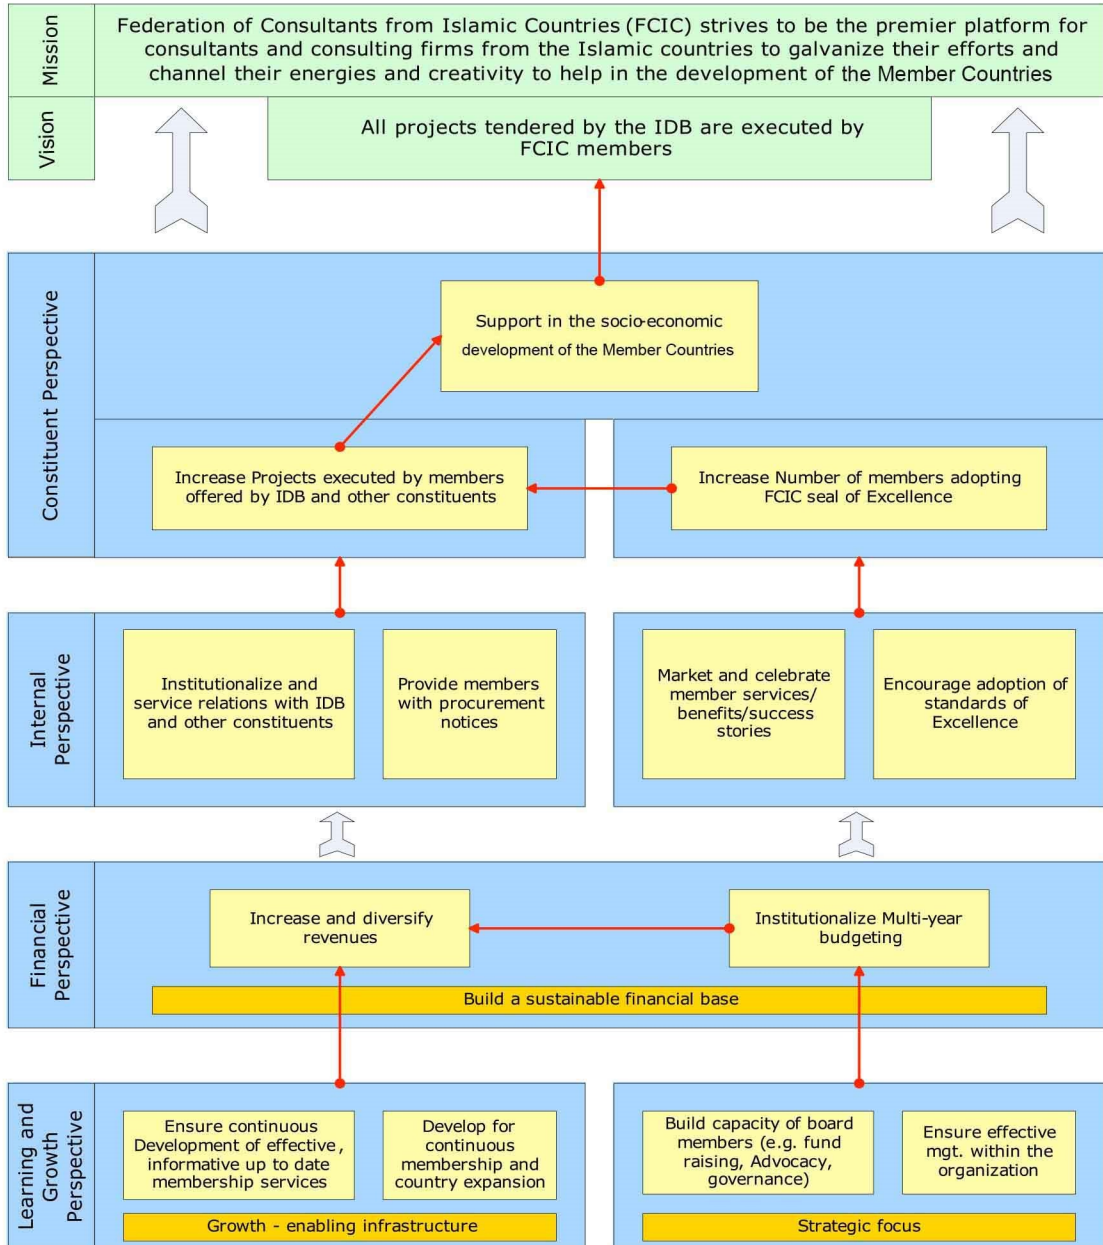 Mission
Federation of Consultants from Islamic Countries (FCIC) strives to be the premier platform for
consultants and consulting firms from the Islamic countries to galvanize their efforts and
channel their energies and creativity to help in the development of the Member Countries
Vision
All projects tendered by the IDB are executed by
FCIC members
Constituent Perspective
Support in the socio-economic
development of the Member Countries
Increase Projects executed by members
offered by IDB and other constituents
Increase Number of members adopting
FCIC seal of Excellence
Internal
Perspective
Institutionalize and
service relations with IDB
and other constituents
Provide members
with procurement
notices
Market and celebrate
member services/
benefits/success
stories
Encourage adoption of
standards of
Excellence
Financial
Perspective
Increase and diversify
revenues
Institutionalize Multi-year
budgeting
Build a sustainable financial base
Learning and
Growth
Perspective
Ensure continuous
Development of effective,
informative up to date
membership services
Develop for
continuous
membership and
country expansion
Build capacity of board
members (e.g. fund
raising, Advocacy,
governance)
Ensure effective
mgt. within the
organization
Growth - enabling infrastructure
Strategic focus